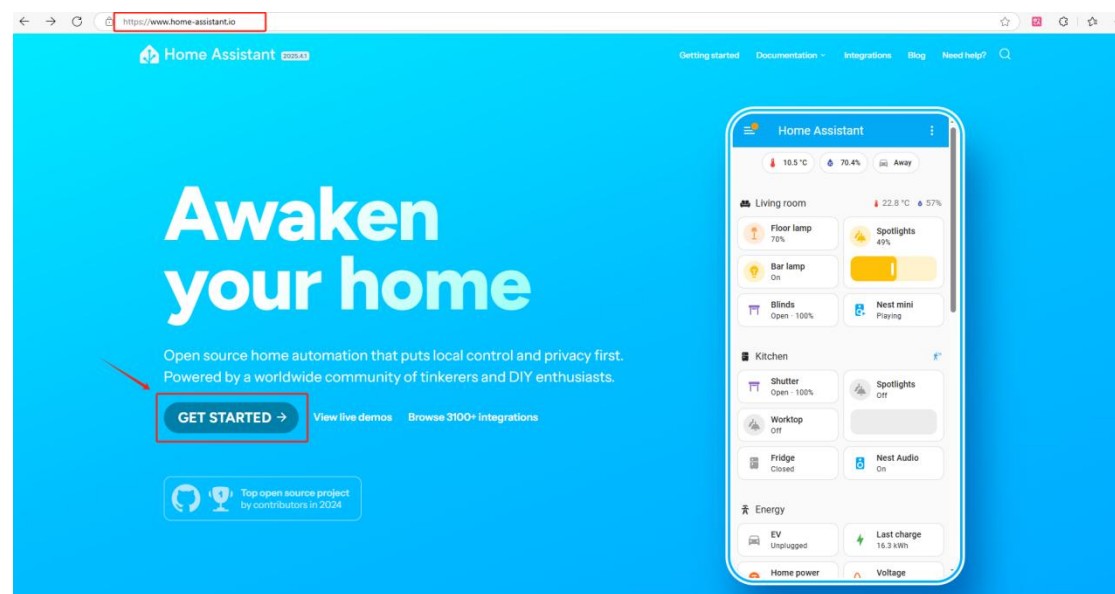 https://www.home-assistant.io
Home Assistant 2025.4.1
Getting started Documentation Integrations Blog Need help?
Awaken
your home
Open source home automation that puts local control and privacy first.
Powered by a worldwide community of tinkerers and DIY enthusiasts.
GET STARTED → View live demos Browse 3100+ integrations
1
Top open source project
by contributors in 2024
Home Assistant
10.5 °C 70.4% Away
Living room 22.8 °C 57%
Floor lamp
70%
Spotlights
49%
Bar lamp
On
Blinds
Open · 100%
Nest mini
Playing
Kitchen
Shutter
Open · 100%
Spotlights
Off
Worktop
Off
Fridge
Closed
Nest Audio
On
Energy
EV
Unplugged
Last charge
16.3 kWh
Home power
Voltage